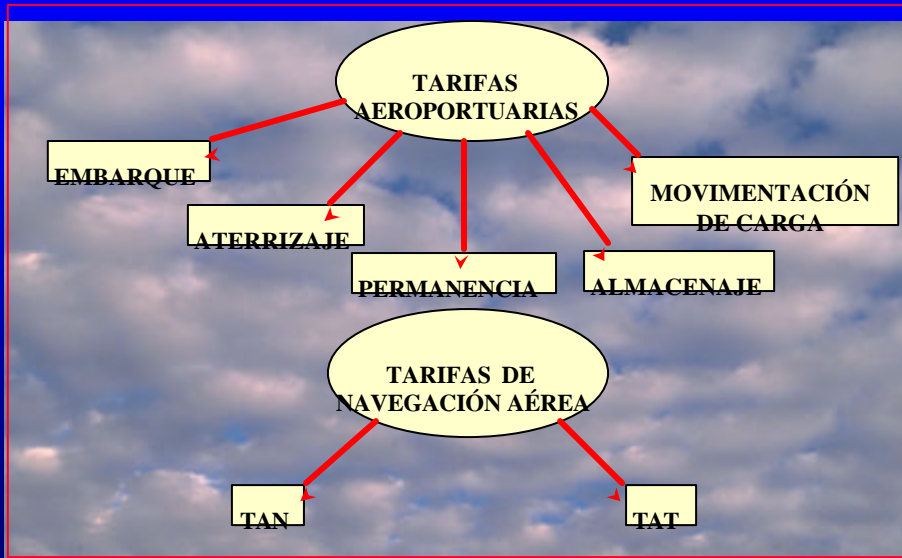 TARIFAS
AEROPORTUARIAS
EMBARQUE
MOVIMENTACIÓN
DE CARGA
ATERRIZAJE
PERMANENCIA
ALMACENAJE
TARIFAS DE
NAVEGACIÓN AÉREA
TAN
TAT